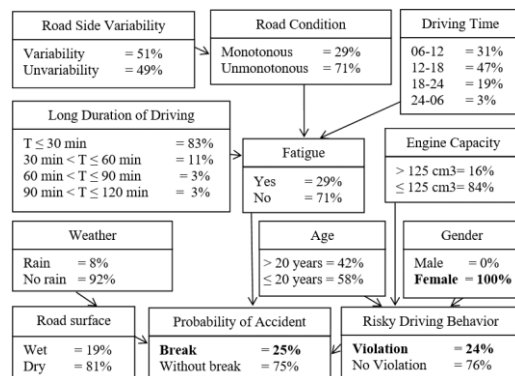 Road Side Variability
Variability = 51%
Unvariability = 49%
Road Condition
Monotonous = 29%
Unmonotonous = 71%
Driving Time
06-12 = 31%
12-18 = 47%
18-24 = 19%
24-06 = 3%
Long Duration of Driving
T ≤ 30 min = 83%
30 min < T ≤ 60 min = 11%
60 min < T ≤ 90 min = 3%
90 min < T ≤ 120 min = 3%
Fatigue
Yes = 29%
No = 71%
Engine Capacity
> 125 cm3= 16%
≤ 125 cm3= 84%
Weather
Rain = 8%
No rain = 92%
Age
> 20 years = 42%
≤ 20 years = 58%
Gender
Male = 0%
Female = 100%
Road surface
Wet = 19%
Dry = 81%
Probability of Accident
Break = 25%
Without break = 75%
Risky Driving Behavior
Violation = 24%
No Violation = 76%